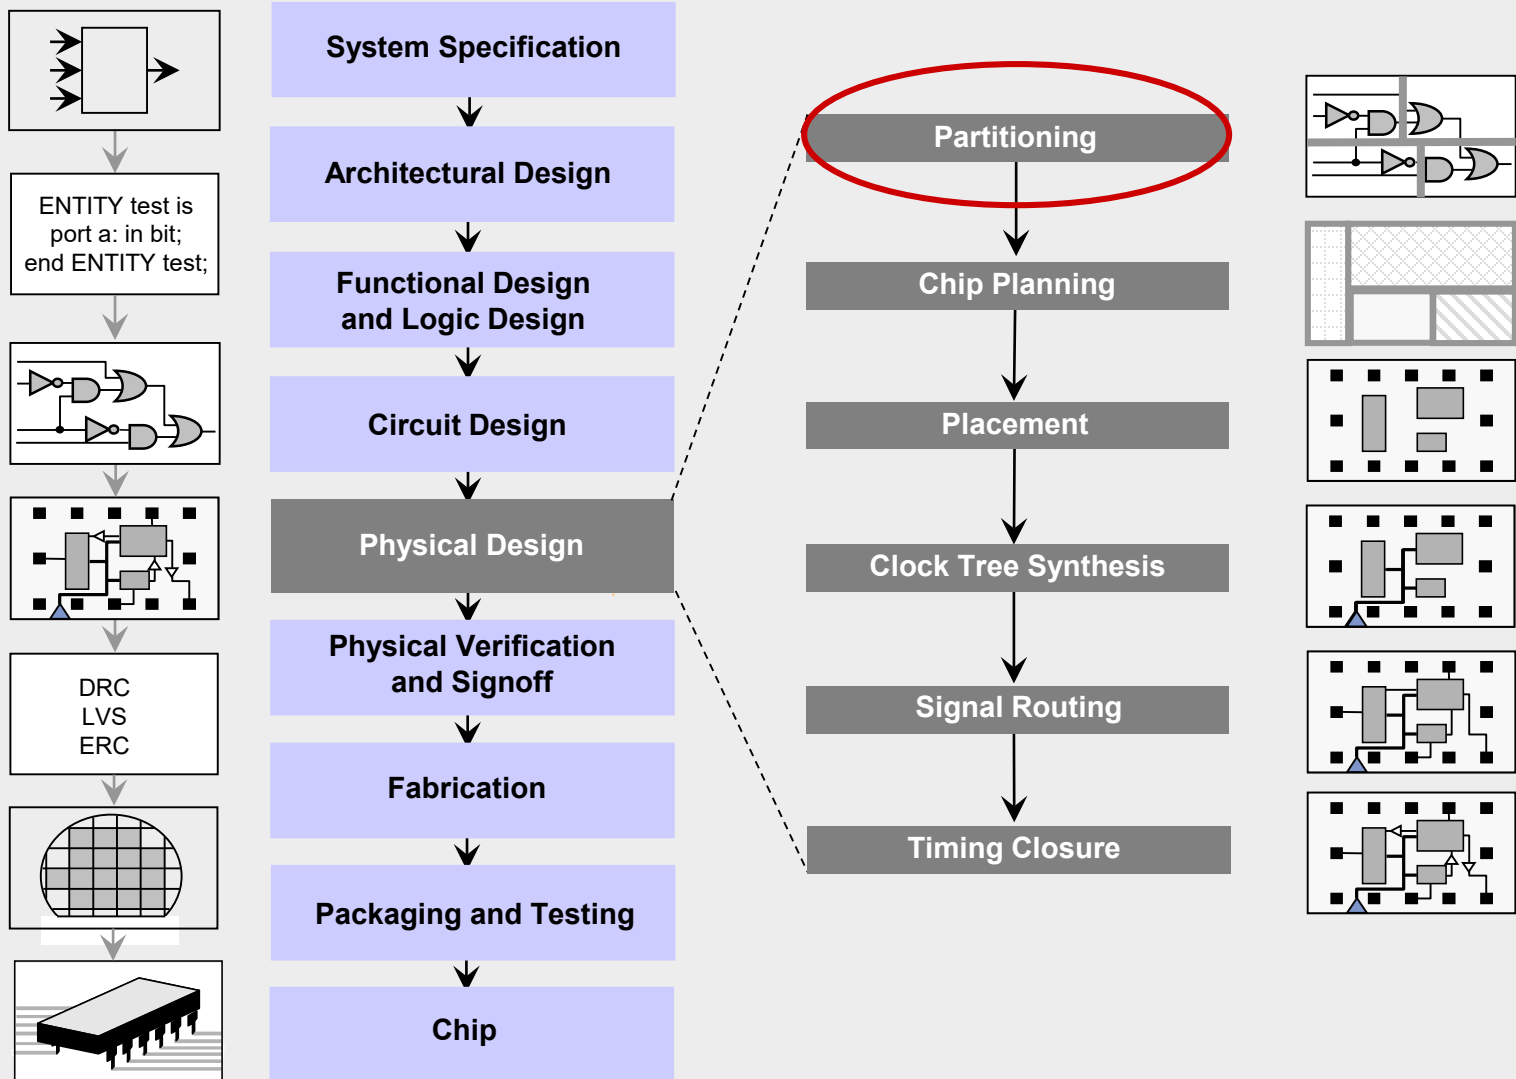 System Specification
Architectural Design
Functional Design
and Logic Design
Circuit Design
Physical Design
Physical Verification
and Signoff
Fabrication
Packaging and Testing
Chip
ENTITY test is
port a: in bit;
end ENTITY test;
DRC
LVS
ERC
Partitioning
Chip Planning
Placement
Clock Tree Synthesis
Signal Routing
Timing Closure